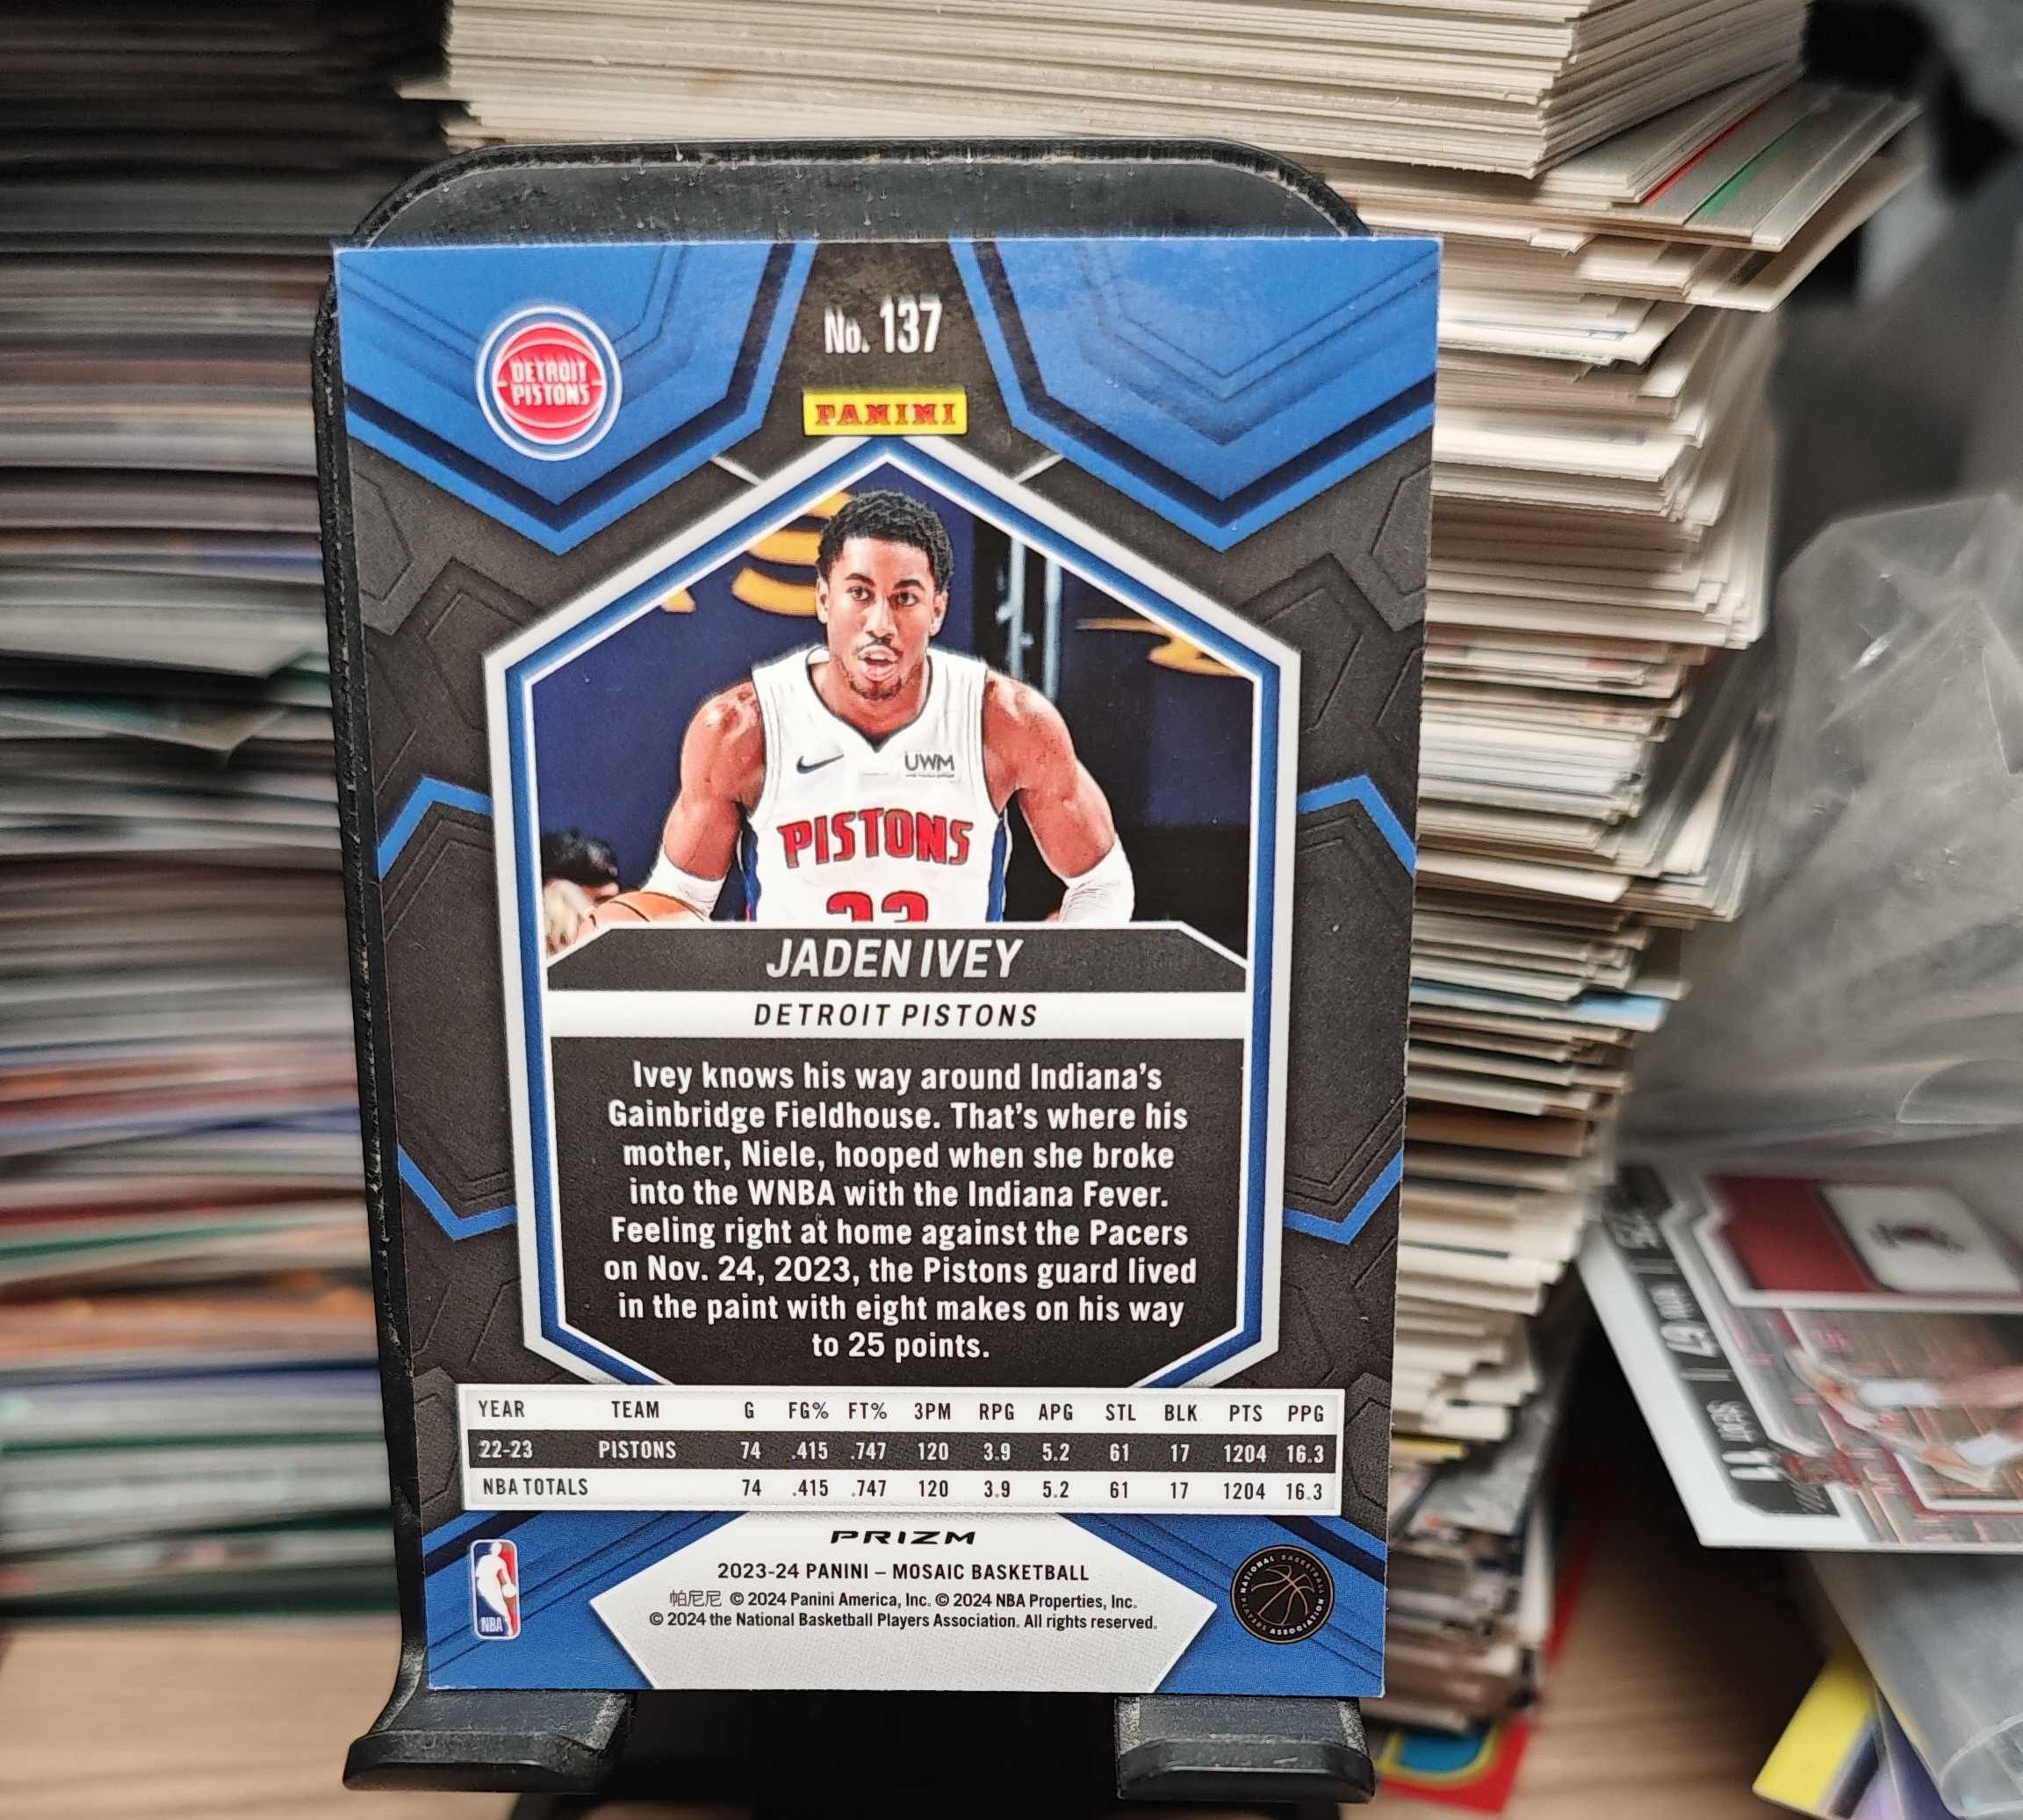 No. 137
DETROIT
PISTONS
PANINI
UWM
PISTONS
JADEN IVEY
DETROIT PISTONS
Ivey knows his way around Indiana's
Gainbridge Fieldhouse. That's where his
mother, Niele, hooped when she broke
into the WNBA with the Indiana Fever.
Feeling right at home against the Pacers
on Nov. 24, 2023, the Pistons guard lived
in the paint with eight makes on his way
to 25 points.
YEAR TEAM G FG% FT% 3PM RPG APG STL BLK PTS PPG
22-23 PISTONS 74 .415 .747 120 3.9 5.2 61 17 1204 16.3
NBA TOTALS 74 .415 .747 120 3.9 5.2 61 17 1204 16.3
PRIZM
2023-24 PANINI – MOSAIC BASKETBALL
帕尼尼 © 2024 Panini America, Inc. © 2024 NBA Properties, Inc.
© 2024 the National Basketball Players Association. All rights reserved.
NBA
NATIONAL BASKETBALL
PLAYERS ASSOCIATION